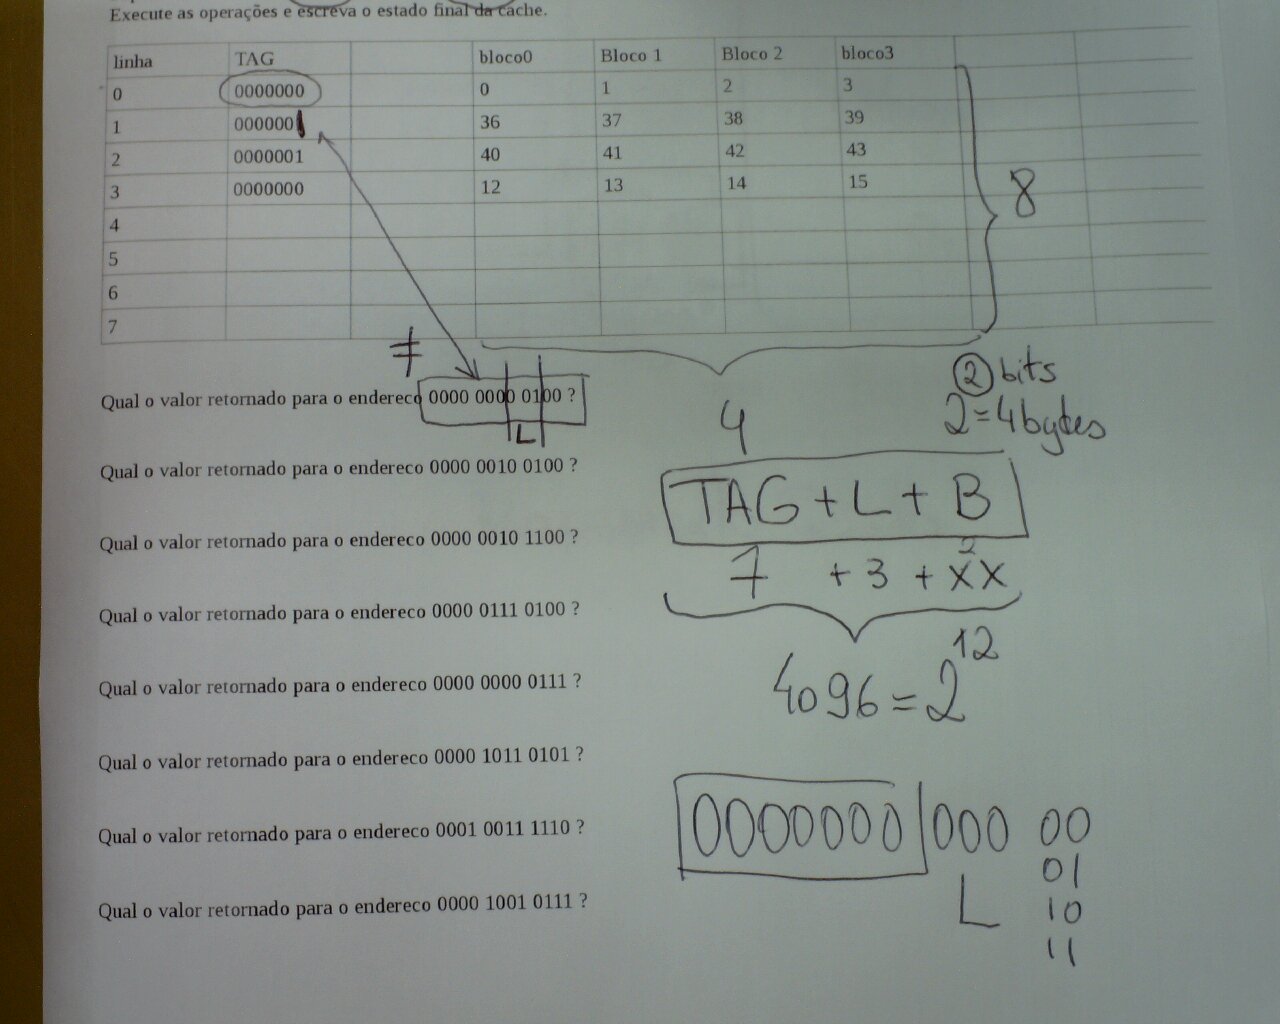 Execute as operações e escreva o estado final da cache.
linha TAG bloco0 Bloco 1 Bloco 2 bloco3
0 0000000 0 1 2 3
1 0000001 36 37 38 39
2 0000001 40 41 42 43
3 0000000 12 13 14 15
4
5
6
7
8
≠
4
2 bits
2=4bytes
Qual o valor retornado para o endereco 0000 0000 0100 ?
L
Qual o valor retornado para o endereco 0000 0010 0100 ?
TAG + L + B
Qual o valor retornado para o endereco 0000 0010 1100 ?
7 + 3 + XX
2
Qual o valor retornado para o endereco 0000 0111 0100 ?
4096 = 2^12
Qual o valor retornado para o endereco 0000 0000 0111 ?
Qual o valor retornado para o endereco 0000 1011 0101 ?
0000000 000 00
Qual o valor retornado para o endereco 0001 0011 1110 ?
01
L 10
11
Qual o valor retornado para o endereco 0000 1001 0111 ?